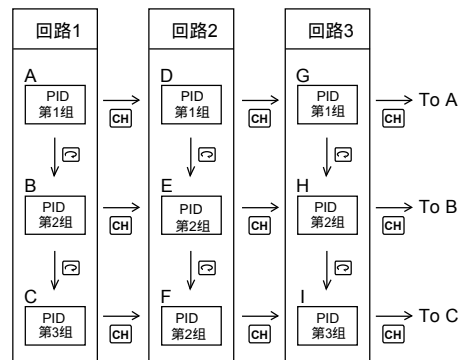 回路1 回路2 回路3
A D G
PID PID PID
第1组 第1组 第1组
To A
CH CH CH
B E H
PID PID PID
第2组 第2组 第2组
To B
CH CH CH
C F I
PID PID PID
第3组 第2组 第3组
To C
CH CH CH